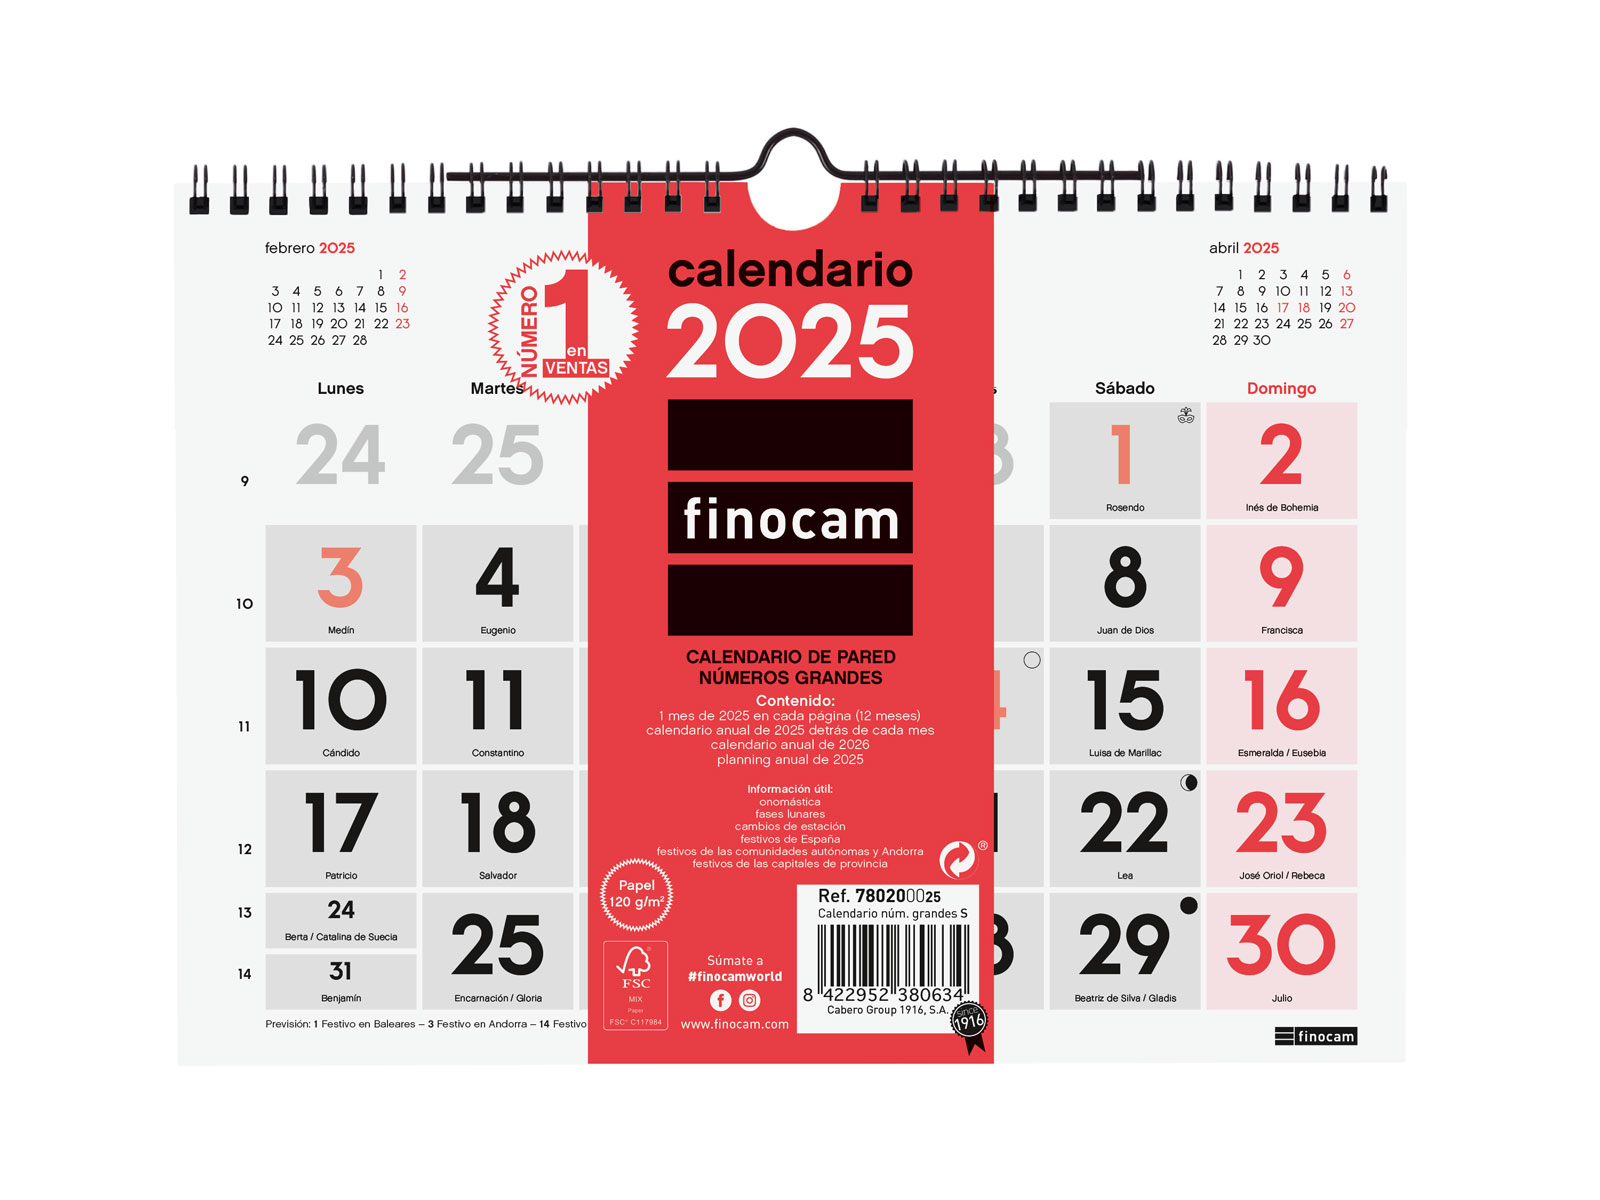 febrero 2025
1 2
3 4 5 6 7 8 9
10 11 12 13 14 15 16
17 18 19 20 21 22 23
24 25 26 27 28
abril 2025
1 2 3 4 5 6
7 8 9 10 11 12 13
14 15 16 17 18 19 20
21 22 23 24 25 26 27
28 29 30
NÚMERO
1
en
VENTAS
calendario
2025
finocam
CALENDARIO DE PARED
NÚMEROS GRANDES
Contenido:
1 mes de 2025 en cada página (12 meses)
calendario anual de 2025 detrás de cada mes
calendario anual de 2026
planning anual de 2025
Información útil:
onomástica
fases lunares
cambios de estación
festivos de España
festivos de las comunidades autónomas y Andorra
festivos de las capitales de provincia
®
Papel
120 g/m²
FSC
MIX
Paper
FSC® C117984
Súmate a
#finocamworld
www.finocam.com
Ref. 780200025
Calendario núm. grandes S
8 422952 380634
Cabero Group 1916, S.A.
since
1916
Lunes Martes Sábado Domingo
9 24 25 1 2
Rosendo Inés de Bohemia
10 3 4 8 9
Medín Eugenio Juan de Dios Francisca
11 10 11 15 16
Cándido Constantino Luisa de Marillac Esmeralda / Eusebia
12 17 18 22 23
Patricio Salvador Lea José Oriol / Rebeca
13 24 25 29 30
Berta / Catalina de Suecia
14 31
Benjamín Encarnación / Gloria Beatriz de Silva / Gladis Julio
Previsión: 1 Festivo en Baleares – 3 Festivo en Andorra – 14 Festivo
finocam